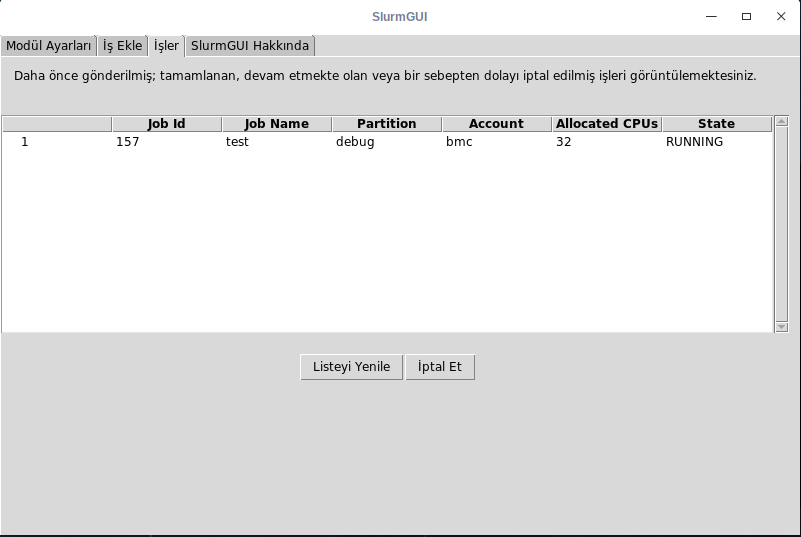 SlurmGUI
Modül Ayarları İş Ekle İşler SlurmGUI Hakkında
Daha önce gönderilmiş; tamamlanan, devam etmekte olan veya bir sebepten dolayı iptal edilmiş işleri görüntülemektesiniz.
Job Id Job Name Partition Account Allocated CPUs State
1 157 test debug bmc 32 RUNNING
Listeyi Yenile İptal Et